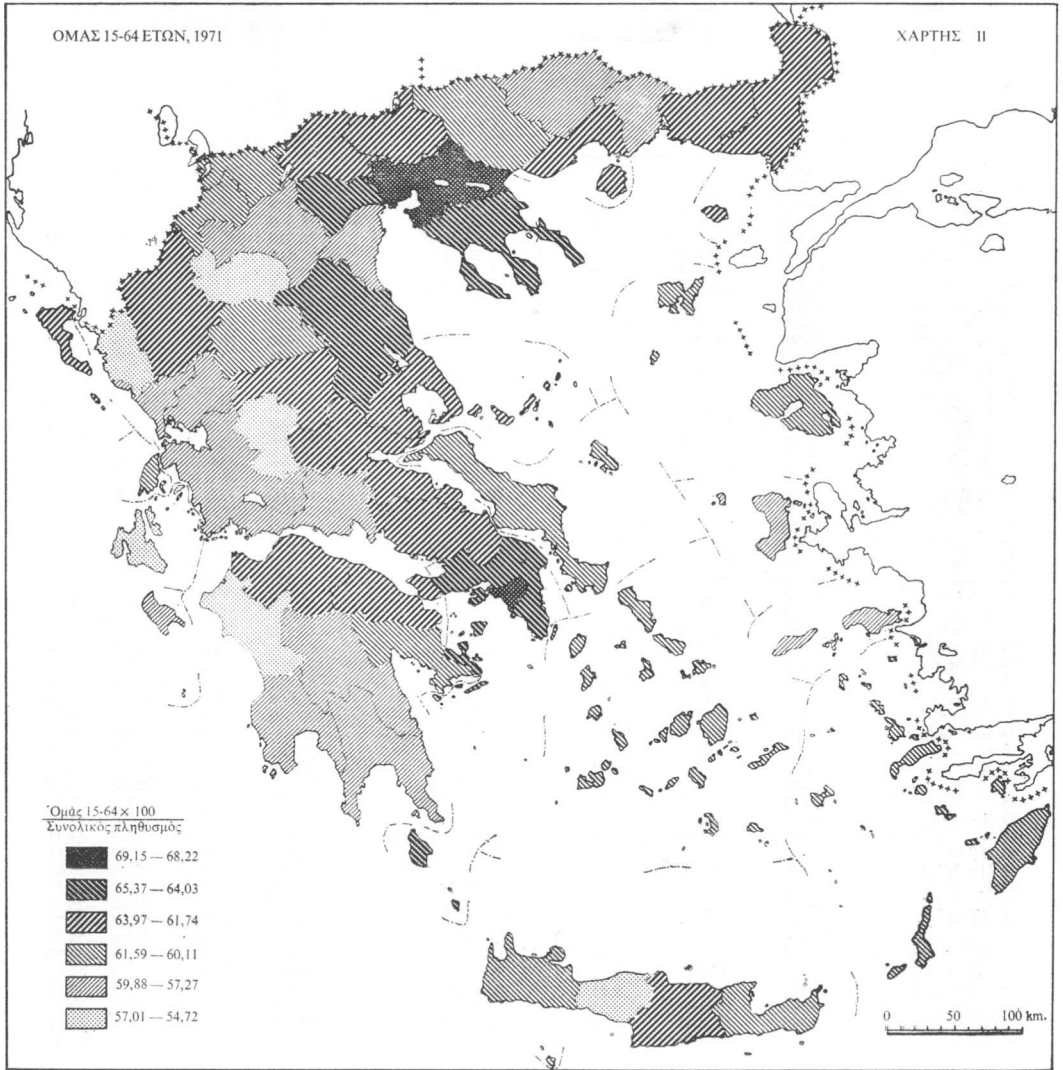 ΟΜΑΣ 15-64 ΕΤΩΝ, 1971
ΧΑΡΤΗΣ II
Ὁμάς 15-64 × 100
Συνολικὸς πληθυσμὸς
69,15 — 68,22
65,37 — 64,03
63,97 — 61,74
61,59 — 60,11
59,88 — 57,27
57,01 — 54,72
0 50 100 km.